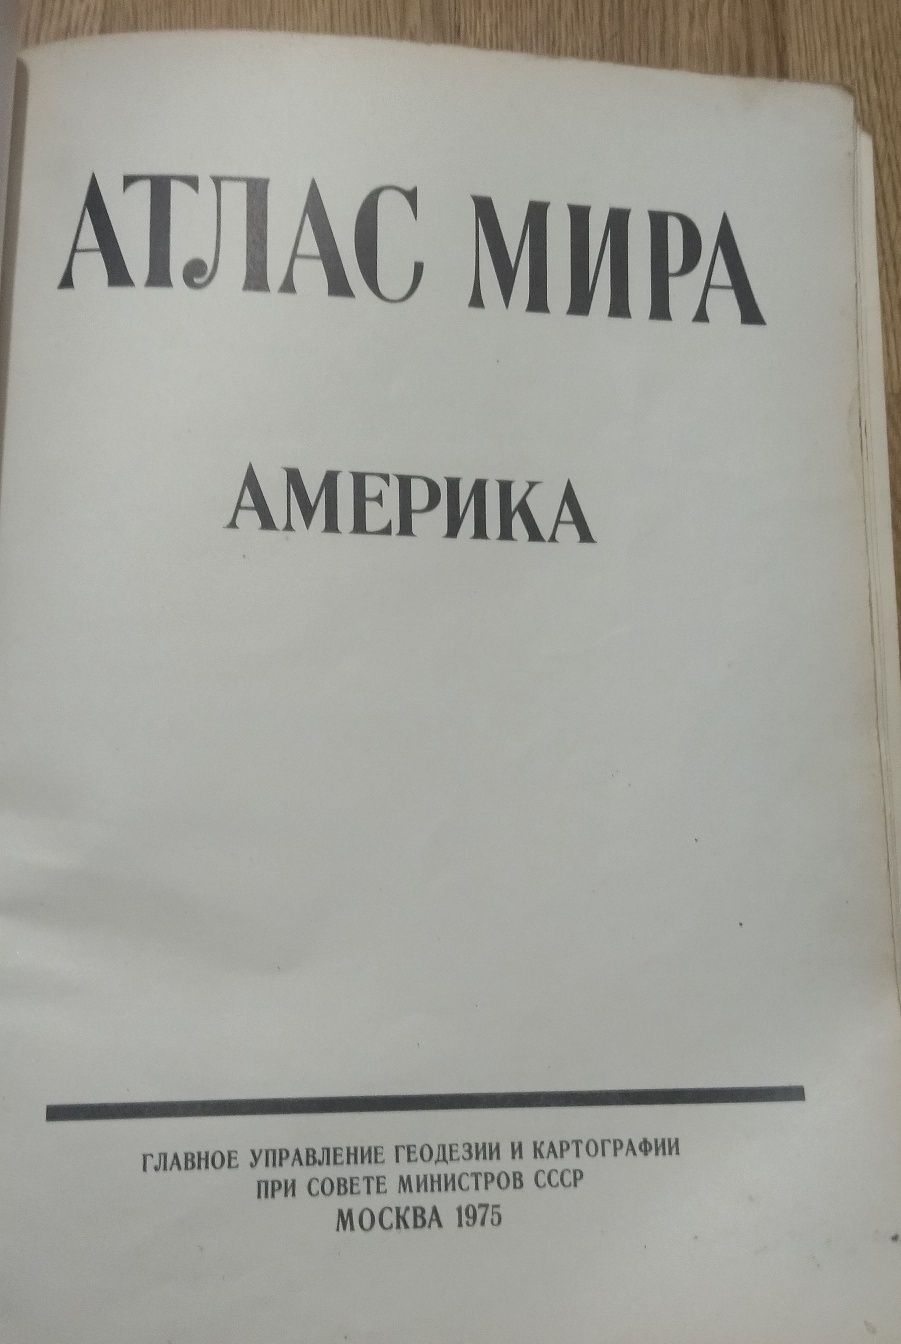 АТЛАС МИРА
АМЕРИКА
ГЛАВНОЕ УПРАВЛЕНИЕ ГЕОДЕЗИИ И КАРТОГРАФИИ
ПРИ СОВЕТЕ МИНИСТРОВ СССР
МОСКВА 1975